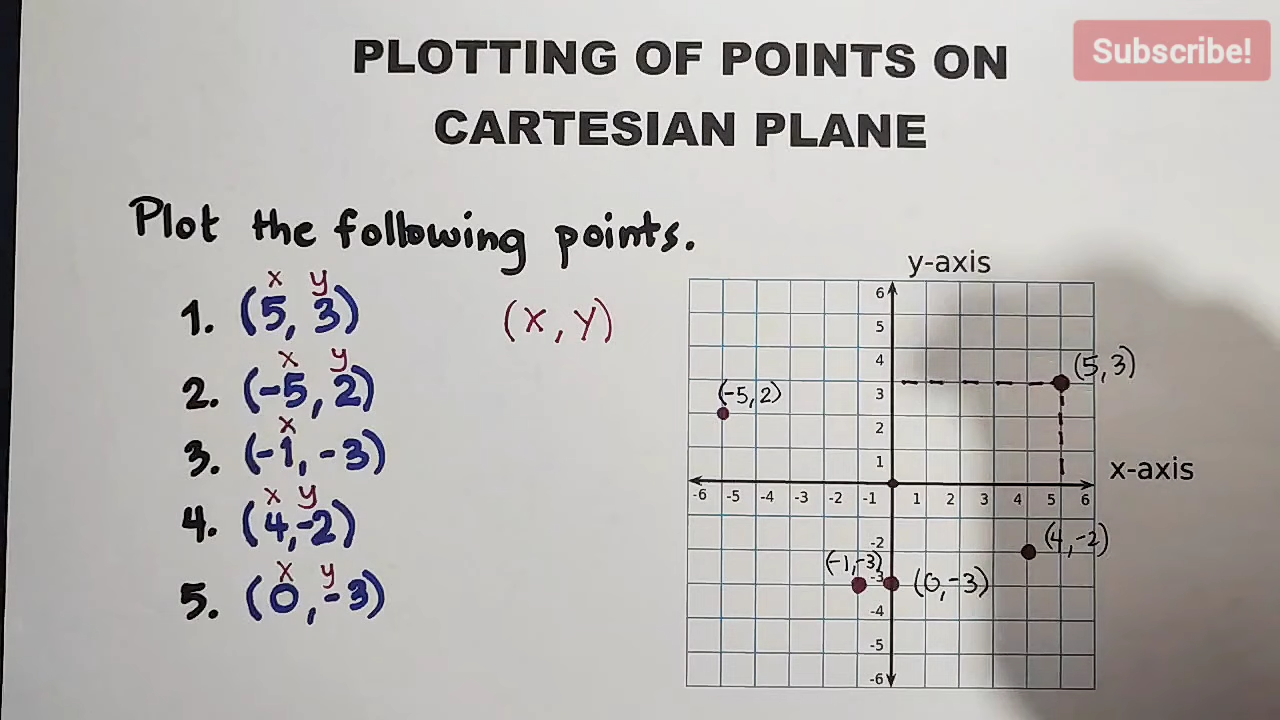 Subscribe!
PLOTTING OF POINTS ON
CARTESIAN PLANE
Plot the following points.
x y
1. (5, 3)
(x, y)
x y
2. (-5, 2)
x
3. (-1, -3)
x y
4. (4, -2)
x y
5. (0, -3)
y-axis
6
5
4
(5, 3)
3
(-5, 2)
2
1
x-axis
-6 -5 -4 -3 -2 -1 1 2 3 4 5 6
-2
(4, -2)
(-1, -3)
-3
(0, -3)
-4
-5
-6